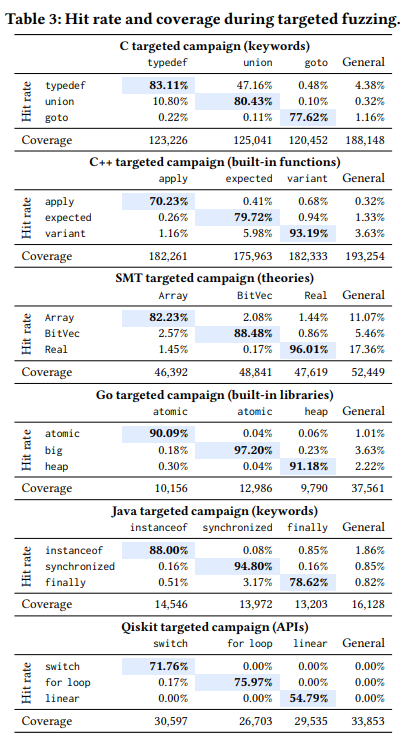 Table 3: Hit rate and coverage during targeted fuzzing.
C targeted campaign (keywords)
typedef union goto General
Hit rate
typedef 83.11% 47.16% 0.48% 4.38%
union 10.80% 80.43% 0.10% 0.32%
goto 0.22% 0.11% 77.62% 1.16%
Coverage 123,226 125,041 120,452 188,148
C++ targeted campaign (built-in functions)
apply expected variant General
Hit rate
apply 70.23% 0.41% 0.68% 0.32%
expected 0.26% 79.72% 0.94% 1.33%
variant 1.16% 5.98% 93.19% 3.63%
Coverage 182,261 175,963 182,333 193,254
SMT targeted campaign (theories)
Array BitVec Real General
Hit rate
Array 82.23% 2.08% 1.44% 11.07%
BitVec 2.57% 88.48% 0.86% 5.46%
Real 1.45% 0.17% 96.01% 17.36%
Coverage 46,392 48,841 47,619 52,449
Go targeted campaign (built-in libraries)
atomic atomic heap General
Hit rate
atomic 90.09% 0.04% 0.06% 1.01%
big 0.18% 97.20% 0.23% 3.63%
heap 0.30% 0.04% 91.18% 2.22%
Coverage 10,156 12,986 9,790 37,561
Java targeted campaign (keywords)
instanceof synchronized finally General
Hit rate
instanceof 88.00% 0.08% 0.85% 1.86%
synchronized 0.16% 94.80% 0.16% 0.85%
finally 0.51% 3.17% 78.62% 0.82%
Coverage 14,546 13,972 13,203 16,128
Qiskit targeted campaign (APIs)
switch for loop linear General
Hit rate
switch 71.76% 0.00% 0.00% 0.00%
for loop 0.17% 75.97% 0.00% 0.00%
linear 0.00% 0.00% 54.79% 0.00%
Coverage 30,597 26,703 29,535 33,853